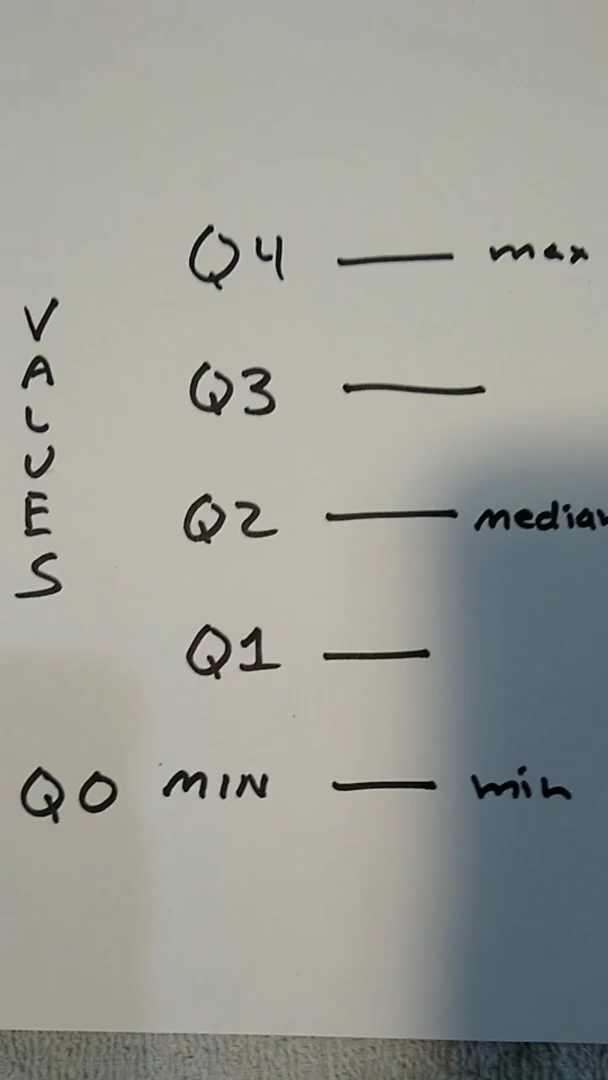 Q4 — max
Q3 —
Q2 — median
Q1 —
Q0 MIN — min
VALUES